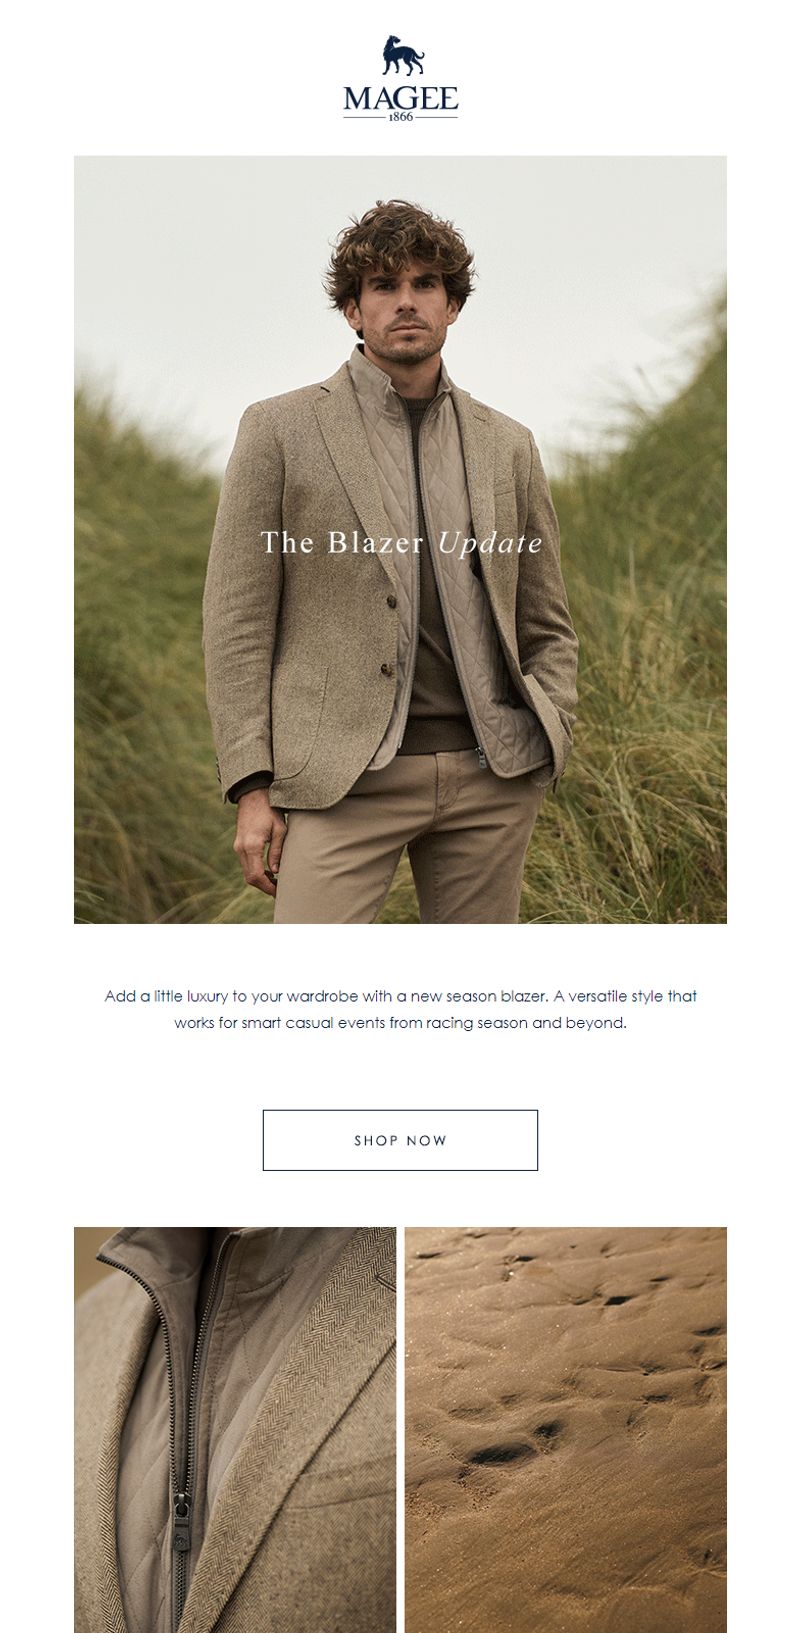 MAGEE
1866
The Blazer Update
Add a little luxury to your wardrobe with a new season blazer. A versatile style that
works for smart casual events from racing season and beyond.
SHOP NOW